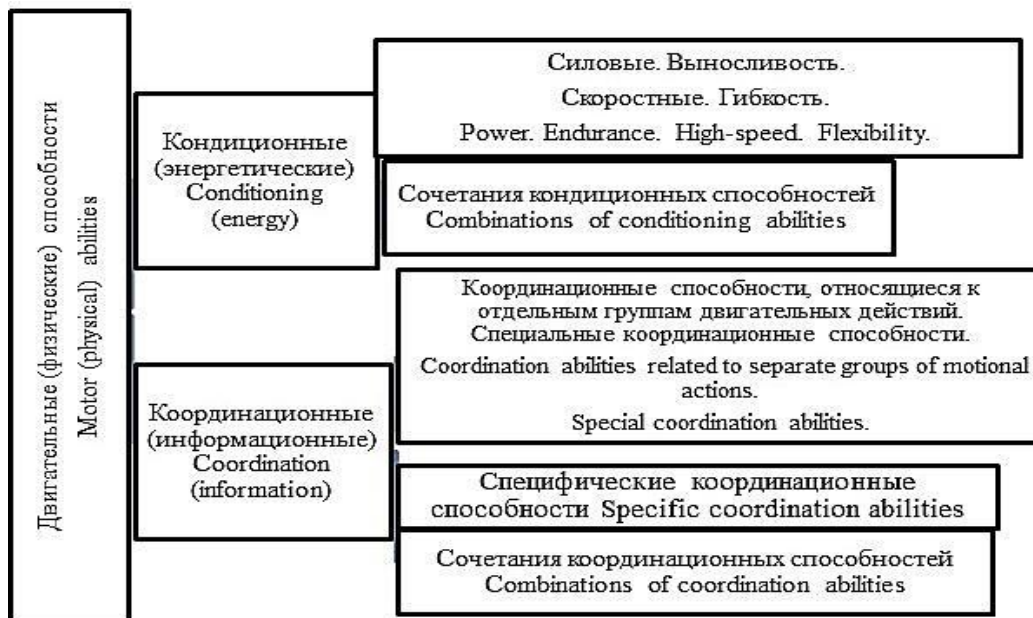 Двигательные (физические) способности
Motor (physical) abilities
Кондиционные
(энергетические)
Conditioning
(energy)
Силовые. Выносливость.
Скоростные. Гибкость.
Power. Endurance. High-speed. Flexibility.
Сочетания кондиционных способностей
Combinations of conditioning abilities
Координационные
(информационные)
Coordination
(information)
Координационные способности, относящиеся к
отдельным группам двигательных действий.
Специальные координационные способности.
Coordination abilities related to separate groups of motional
actions.
Special coordination abilities.
Специфические координационные
способности Specific coordination abilities
Сочетания координационных способностей
Combinations of coordination abilities